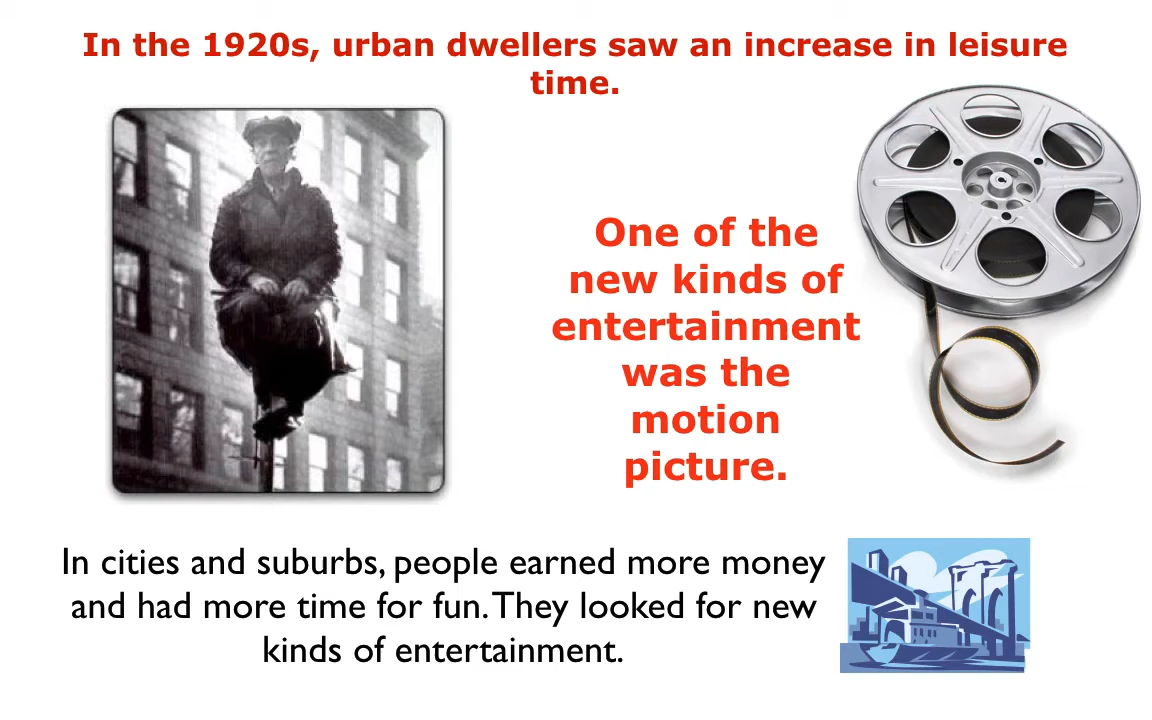 In the 1920s, urban dwellers saw an increase in leisure
time.
One of the
new kinds of
entertainment
was the
motion
picture.
In cities and suburbs, people earned more money
and had more time for fun. They looked for new
kinds of entertainment.